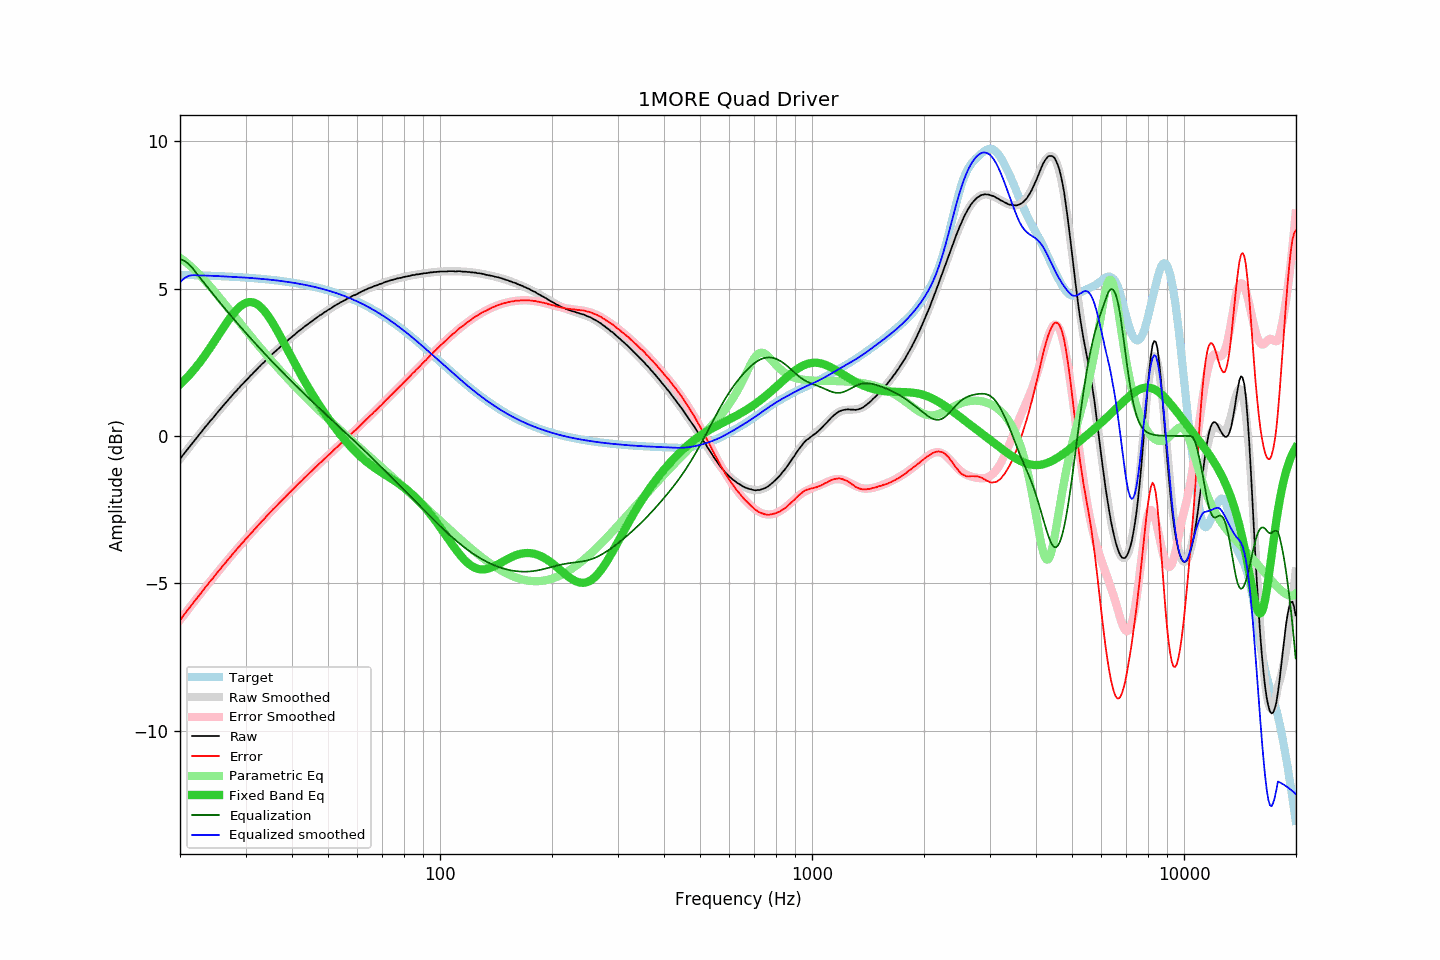 1MORE Quad Driver
10
5
0
−5
−10
Amplitude (dBr)
Target
Raw Smoothed
Error Smoothed
Raw
Error
Parametric Eq
Fixed Band Eq
Equalization
Equalized smoothed
100
1000
10000
Frequency (Hz)